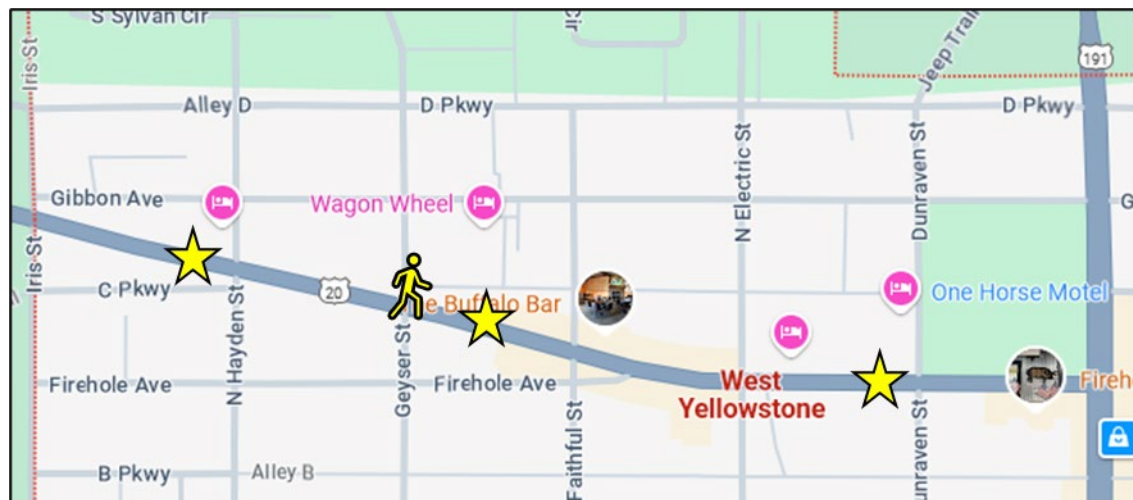 S Sylvan Cir
Cir
Iris St
Jeep Trail
191
Alley D
D Pkwy
D Pkwy
Gibbon Ave
Wagon Wheel
N Electric St
Dunraven St
G
Iris St
C Pkwy
20
e Buffalo Bar
One Horse Motel
N Hayden St
Geyser St
Firehole Ave
Firehole Ave
West
Yellowstone
Fireh
Faithful St
unraven St
B Pkwy
Alley B